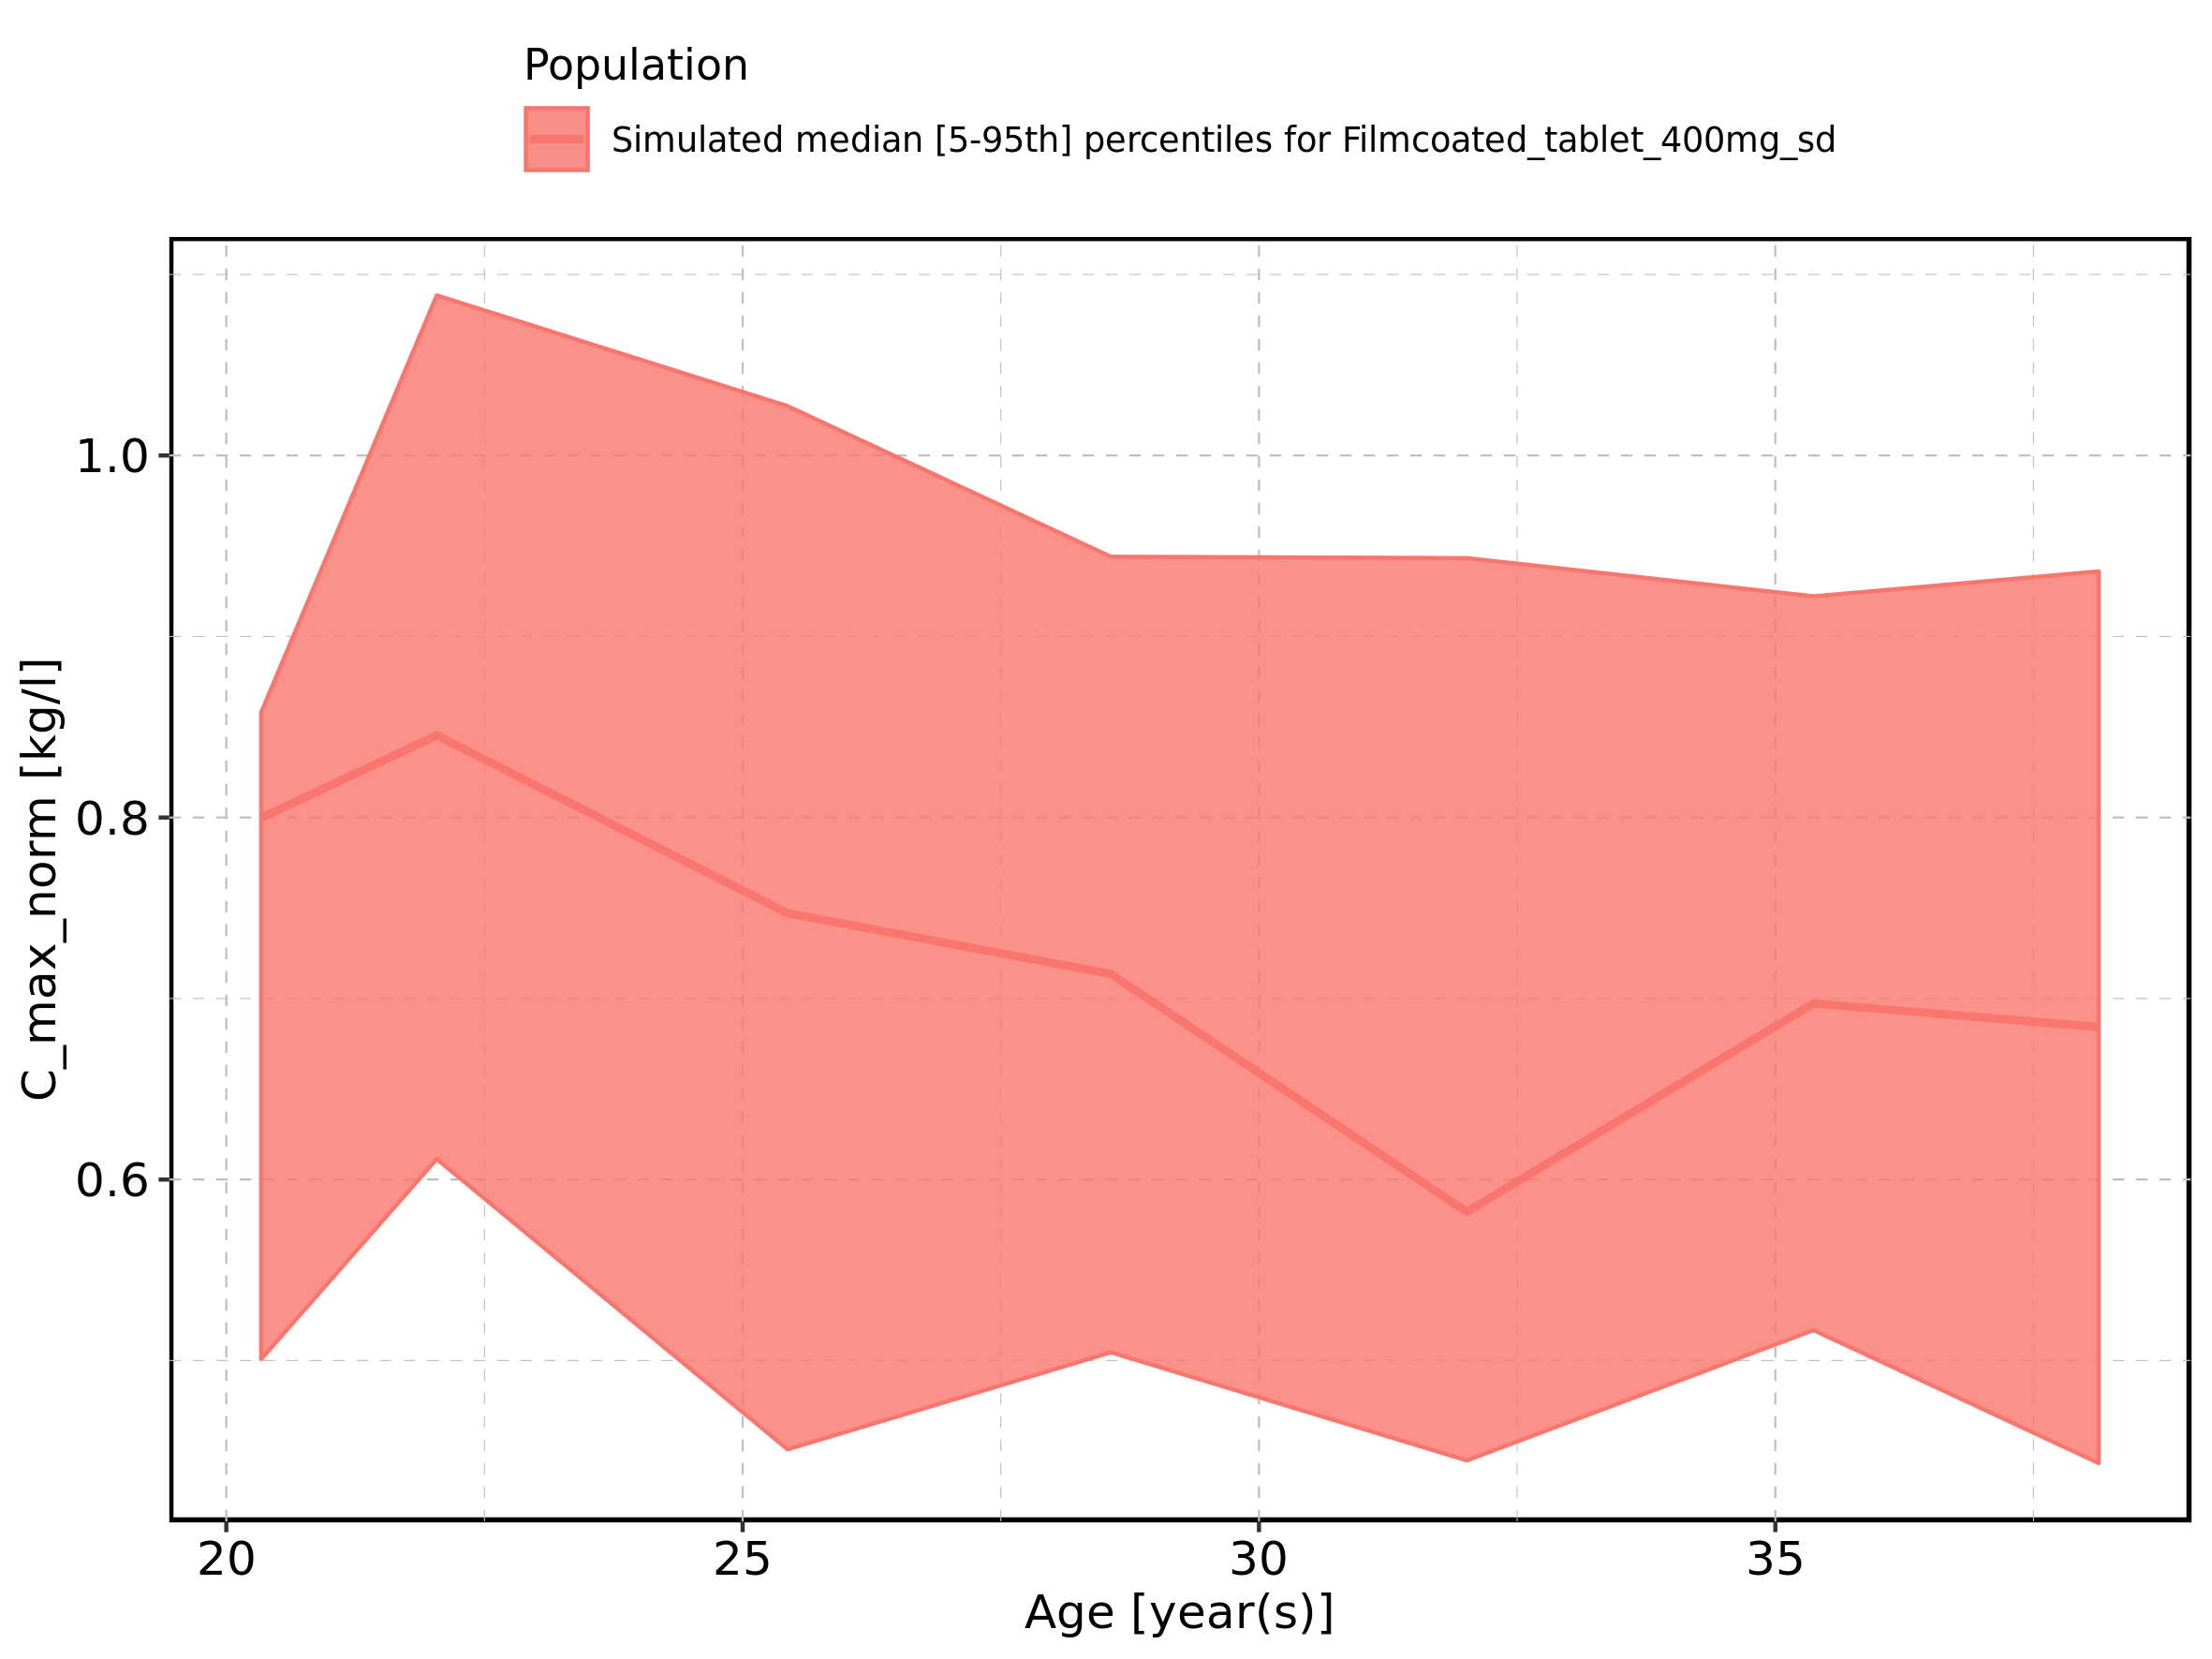 Population
Simulated median [5-95th] percentiles for Filmcoated_tablet_400mg_sd
C_max_norm [kg/l]
1.0
0.8
0.6
20 25 30 35
Age [year(s)]